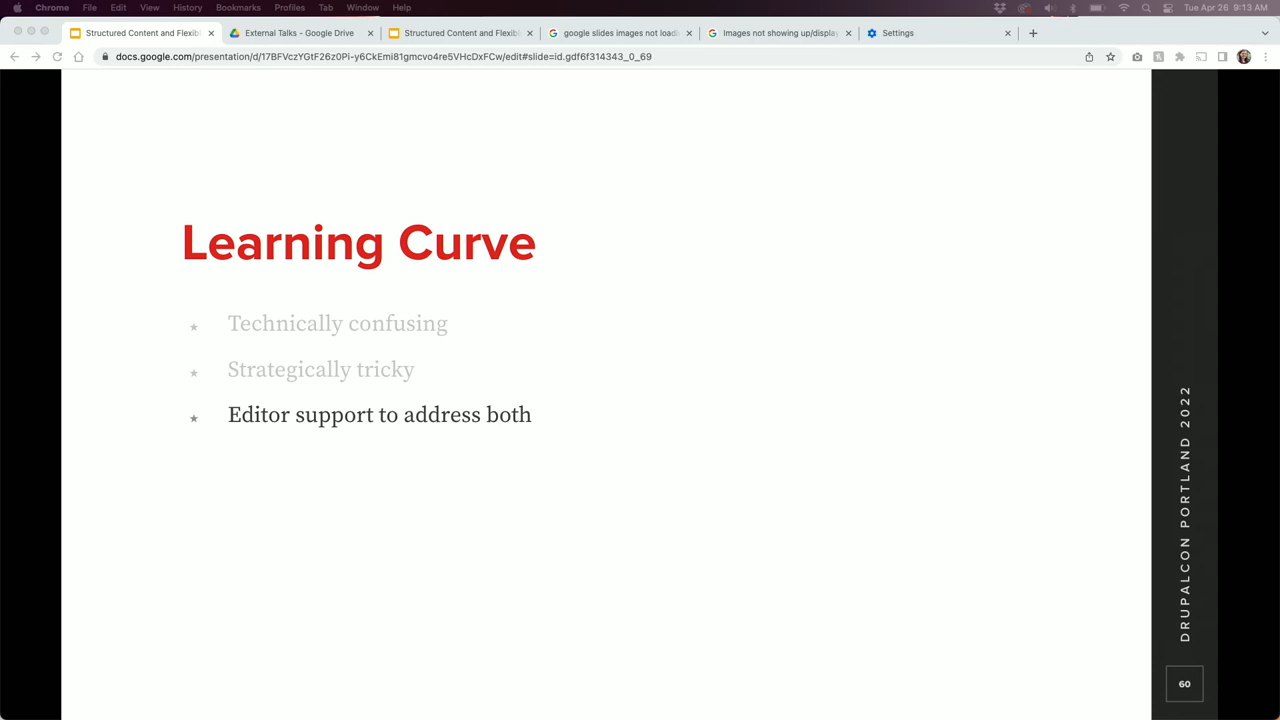 Chrome File Edit View History Bookmarks Profiles Tab Window Help Tue Apr 26 9:13 AM
Structured Content and Flexib External Talks - Google Drive Structured Content and Flexib google slides images not loadi Images not showing up/display Settings
docs.google.com/presentation/d/17BFVczYGtF26z0Pi-y6CkEmi81gmcvo4re5VHcDxFCw/edit#slide=id.gdf6f314343_0_69
Learning Curve
Technically confusing
Strategically tricky
Editor support to address both
DRUPALCON PORTLAND 2022
60